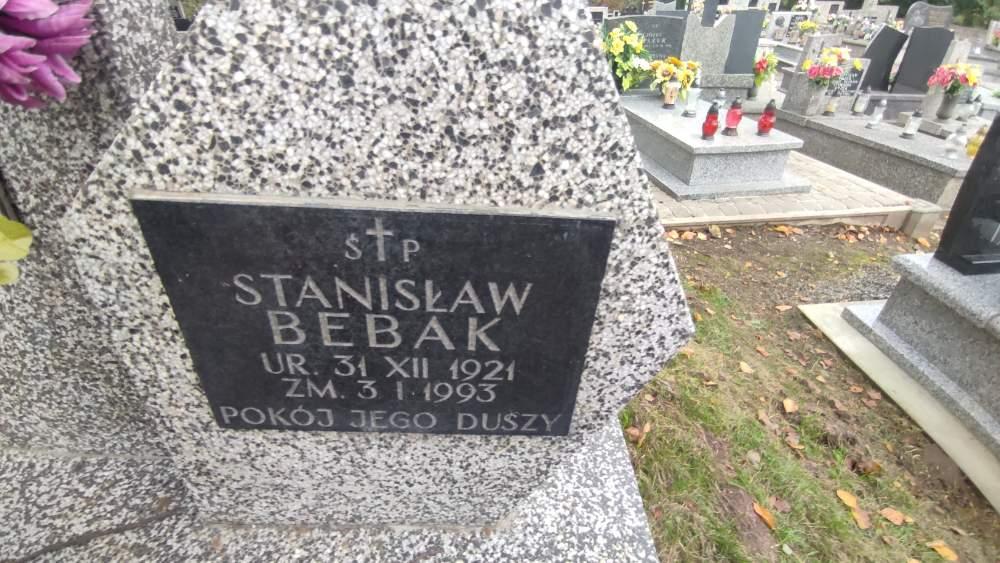 Ś P
STANISŁAW
BEBAK
UR. 31 XII 1921
ZM. 3 I 1993
POKÓJ JEGO DUSZY